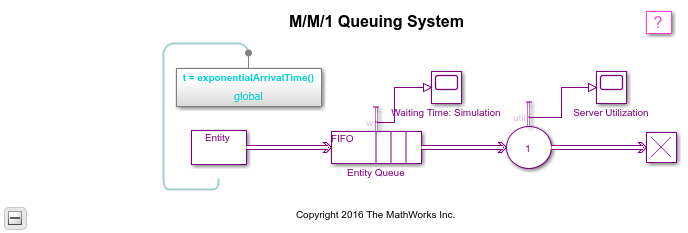 M/M/1 Queuing System
?
t = exponentialArrivalTime()
global
Entity
FIFO
w
Waiting Time: Simulation
util
Server Utilization
1
Entity Queue
Copyright 2016 The MathWorks Inc.